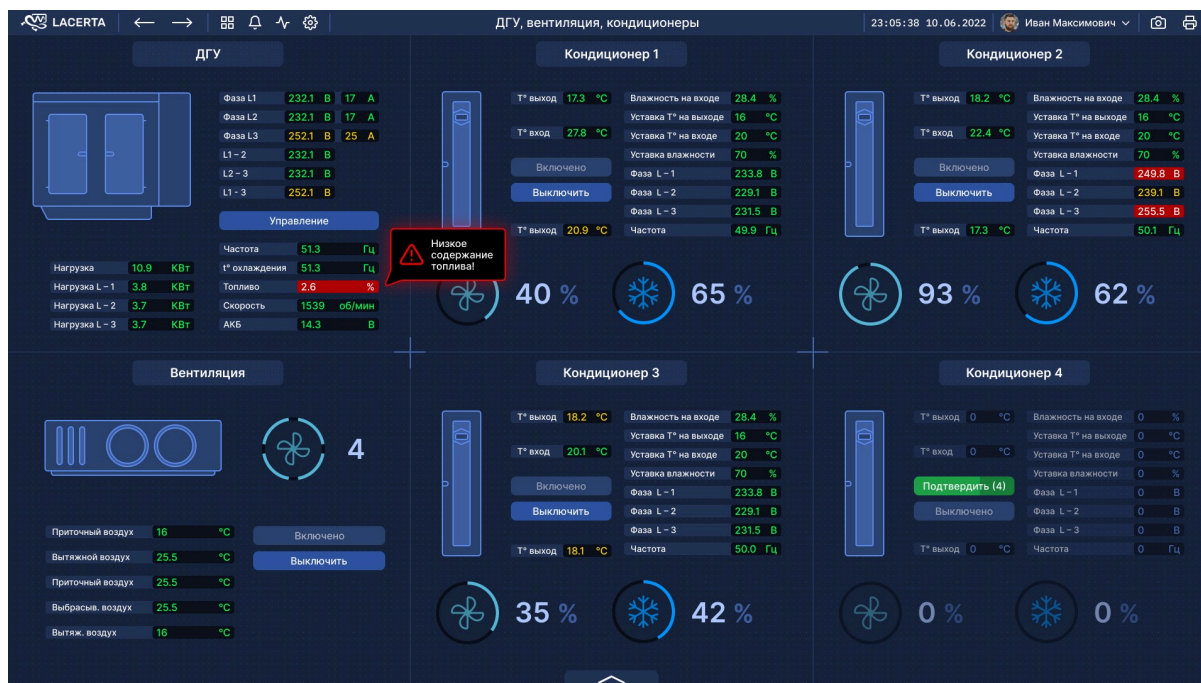 LACERTA
ДГУ, вентиляция, кондиционеры
23:05:38 10.06.2022
Иван Максимович
ДГУ
Фаза L1 232.1 В 17 А
Фаза L2 232.1 В 17 А
Фаза L3 252.1 В 25 А
L1 – 2 232.1 В
L2 – 3 232.1 В
L1 - 3 252.1 В
Управление
Частота 51.3 Гц
t° охлаждения 51.3 Гц
Топливо 2.6 %
Скорость 1539 об/мин
АКБ 14.3 В
Нагрузка 10.9 КВт
Нагрузка L – 1 3.8 КВт
Нагрузка L – 2 3.7 КВт
Нагрузка L – 3 3.7 КВт
Низкое
содержание
топлива!
Кондиционер 1
T° выход 17.3 °C
T° вход 27.8 °C
Включено
Выключить
T° выход 20.9 °C
Влажность на входе 28.4 %
Уставка T° на выходе 16 °C
Уставка T° на входе 20 °C
Уставка влажности 70 %
Фаза L – 1 233.8 В
Фаза L – 2 229.1 В
Фаза L – 3 231.5 В
Частота 49.9 Гц
40 %
65 %
Кондиционер 2
T° выход 18.2 °C
T° вход 22.4 °C
Включено
Выключить
T° выход 17.3 °C
Влажность на входе 28.4 %
Уставка T° на выходе 16 °C
Уставка T° на входе 20 °C
Уставка влажности 70 %
Фаза L – 1 249.8 В
Фаза L – 2 239.1 В
Фаза L – 3 255.5 В
Частота 50.1 Гц
93 %
62 %
Вентиляция
4
Приточный воздух 16 °C
Вытяжной воздух 25.5 °C
Приточный воздух 25.5 °C
Выбрасыв. воздух 25.5 °C
Вытяж. воздух 16 °C
Включено
Выключить
Кондиционер 3
T° выход 18.2 °C
T° вход 20.1 °C
Включено
Выключить
T° выход 18.1 °C
Влажность на входе 28.4 %
Уставка T° на выходе 16 °C
Уставка T° на входе 20 °C
Уставка влажности 70 %
Фаза L – 1 233.8 В
Фаза L – 2 229.1 В
Фаза L – 3 231.5 В
Частота 50.0 Гц
35 %
42 %
Кондиционер 4
T° выход 0 °C
T° вход 0 °C
Подтвердить (4)
Выключено
T° выход 0 °C
Влажность на входе 0 %
Уставка T° на выходе 0 °C
Уставка T° на входе 0 °C
Уставка влажности 0 %
Фаза L – 1 0 В
Фаза L – 2 0 В
Фаза L – 3 0 В
Частота 0 Гц
0 %
0 %